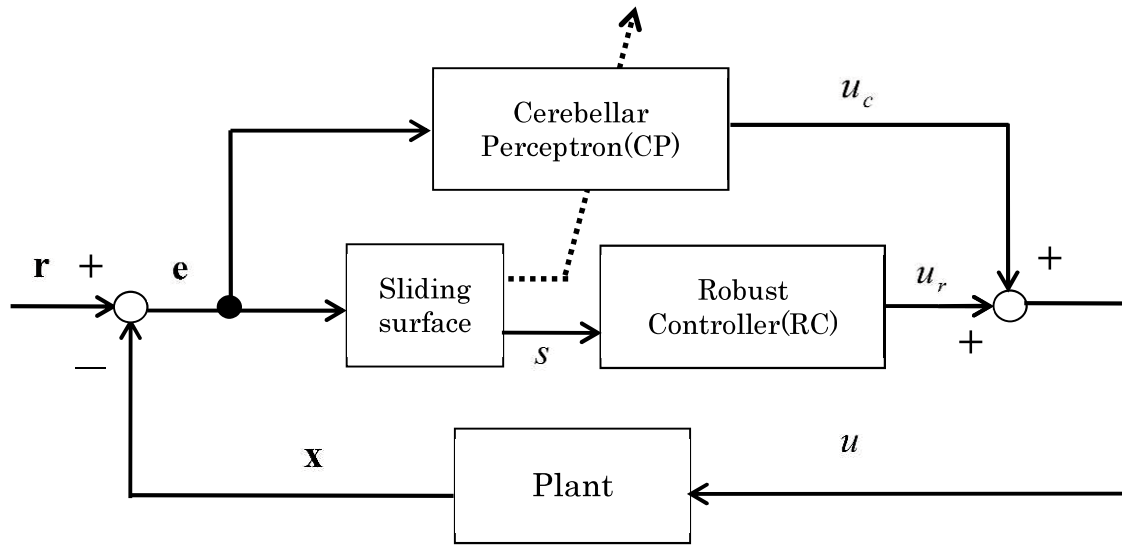 u_c
Cerebellar
Perceptron(CP)
r + e
Sliding
surface
s
Robust
Controller(RC)
u_r
+
+
−
x
Plant
u